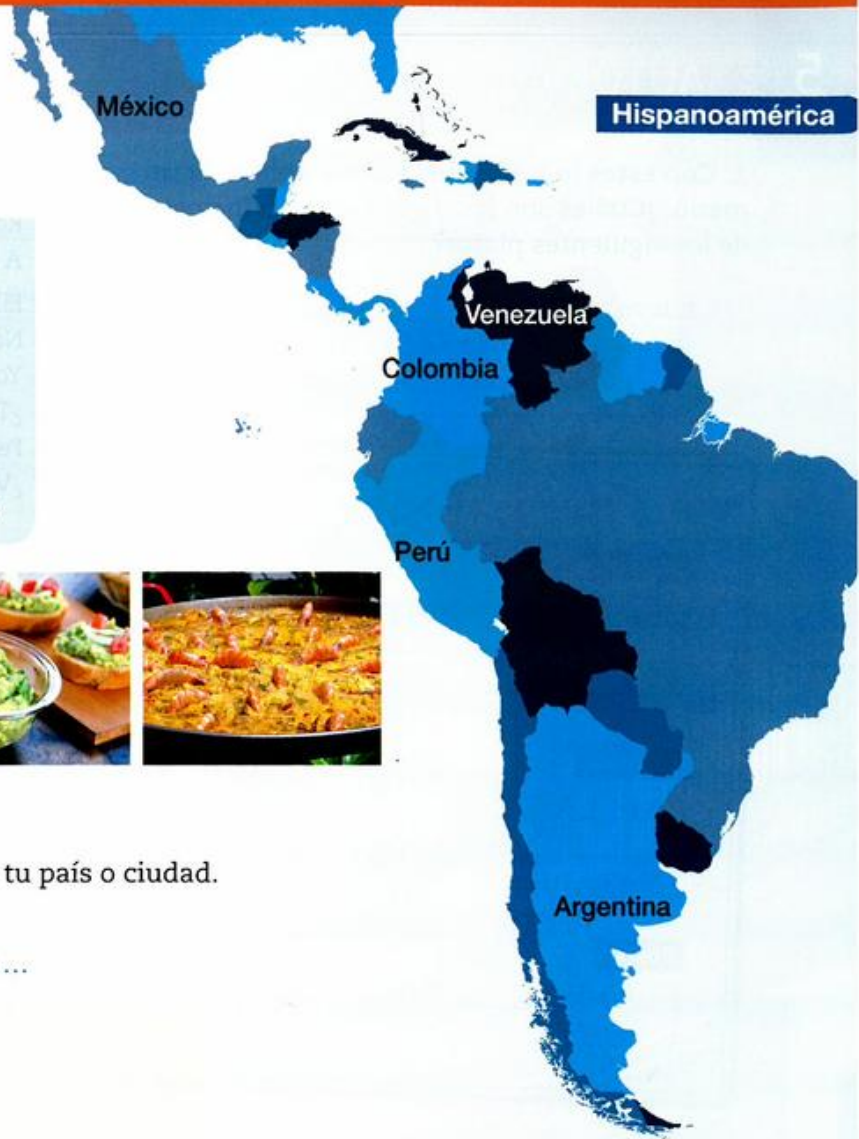 Hispanoamérica
México
Venezuela
Colombia
Perú
Argentina
tu país o ciudad.
...